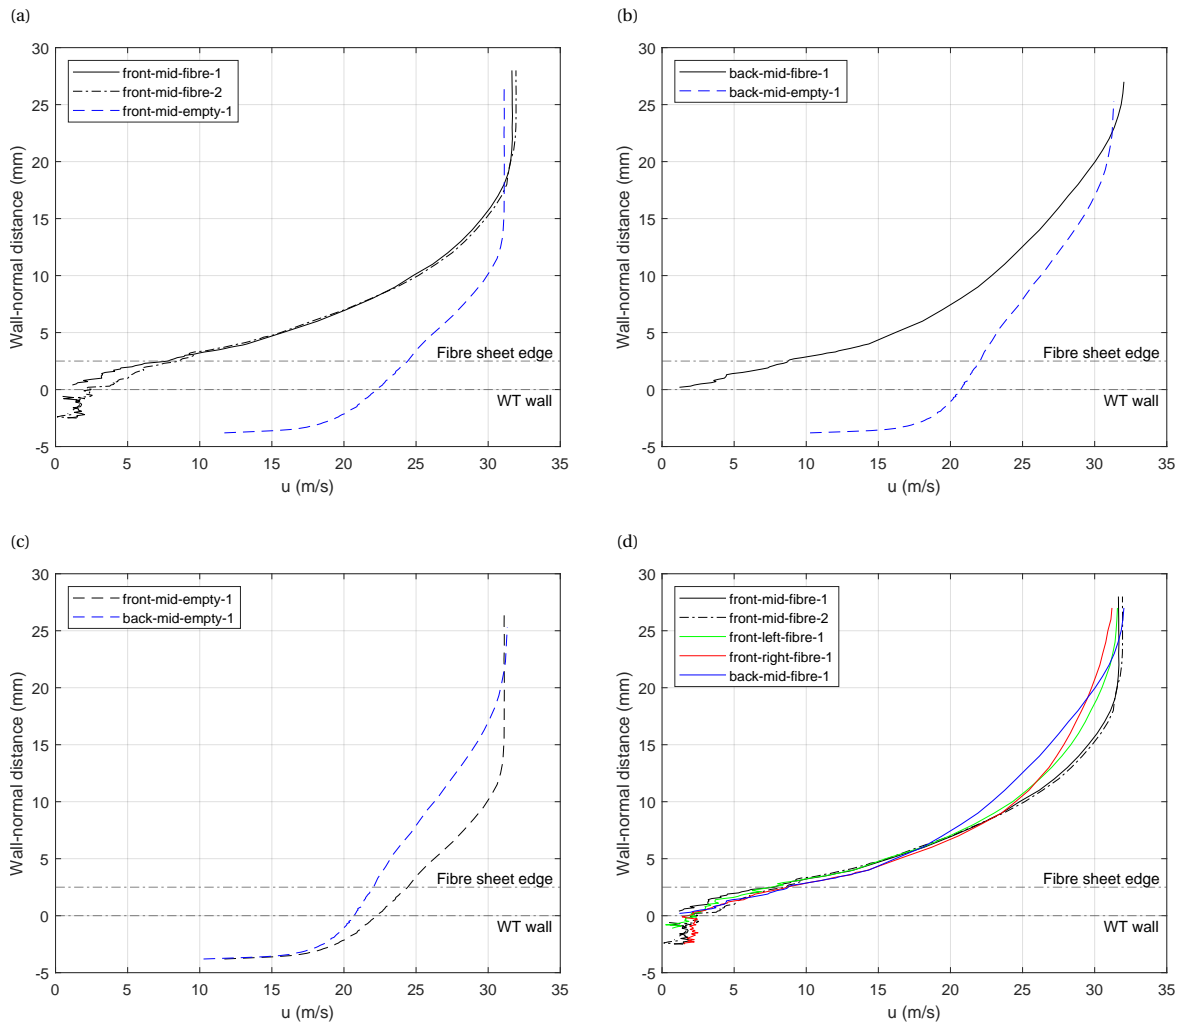 (a)
30
25
20
15
10
5
0
-5
Wall-normal distance (mm)
front-mid-fibre-1
front-mid-fibre-2
front-mid-empty-1
Fibre sheet edge
WT wall
0 5 10 15 20 25 30 35
u (m/s)
(b)
30
25
20
15
10
5
0
-5
Wall-normal distance (mm)
back-mid-fibre-1
back-mid-empty-1
Fibre sheet edge
WT wall
0 5 10 15 20 25 30 35
u (m/s)
(c)
30
25
20
15
10
5
0
-5
Wall-normal distance (mm)
front-mid-empty-1
back-mid-empty-1
Fibre sheet edge
WT wall
0 5 10 15 20 25 30 35
u (m/s)
(d)
30
25
20
15
10
5
0
-5
Wall-normal distance (mm)
front-mid-fibre-1
front-mid-fibre-2
front-left-fibre-1
front-right-fibre-1
back-mid-fibre-1
Fibre sheet edge
WT wall
0 5 10 15 20 25 30 35
u (m/s)